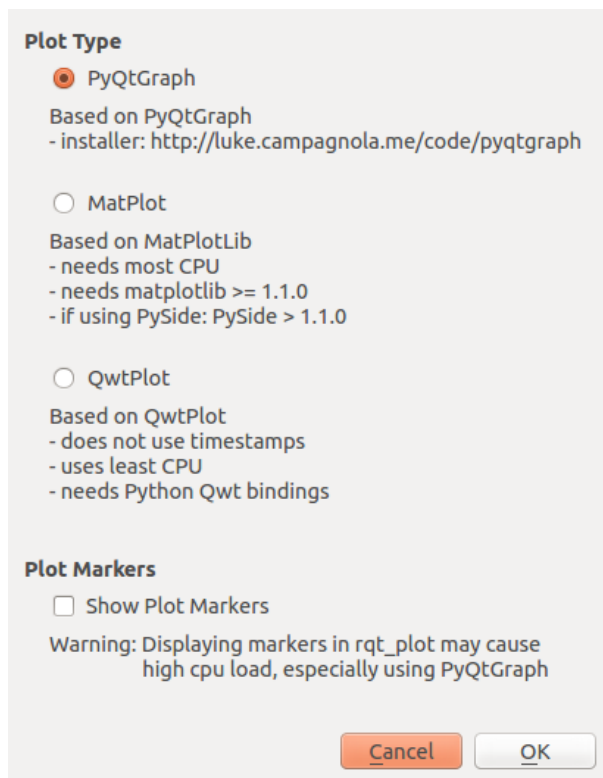 Plot Type
PyQtGraph
Based on PyQtGraph
- installer: http://luke.campagnola.me/code/pyqtgraph
MatPlot
Based on MatPlotLib
- needs most CPU
- needs matplotlib >= 1.1.0
- if using PySide: PySide > 1.1.0
QwtPlot
Based on QwtPlot
- does not use timestamps
- uses least CPU
- needs Python Qwt bindings
Plot Markers
Show Plot Markers
Warning: Displaying markers in rqt_plot may cause
high cpu load, especially using PyQtGraph
Cancel OK